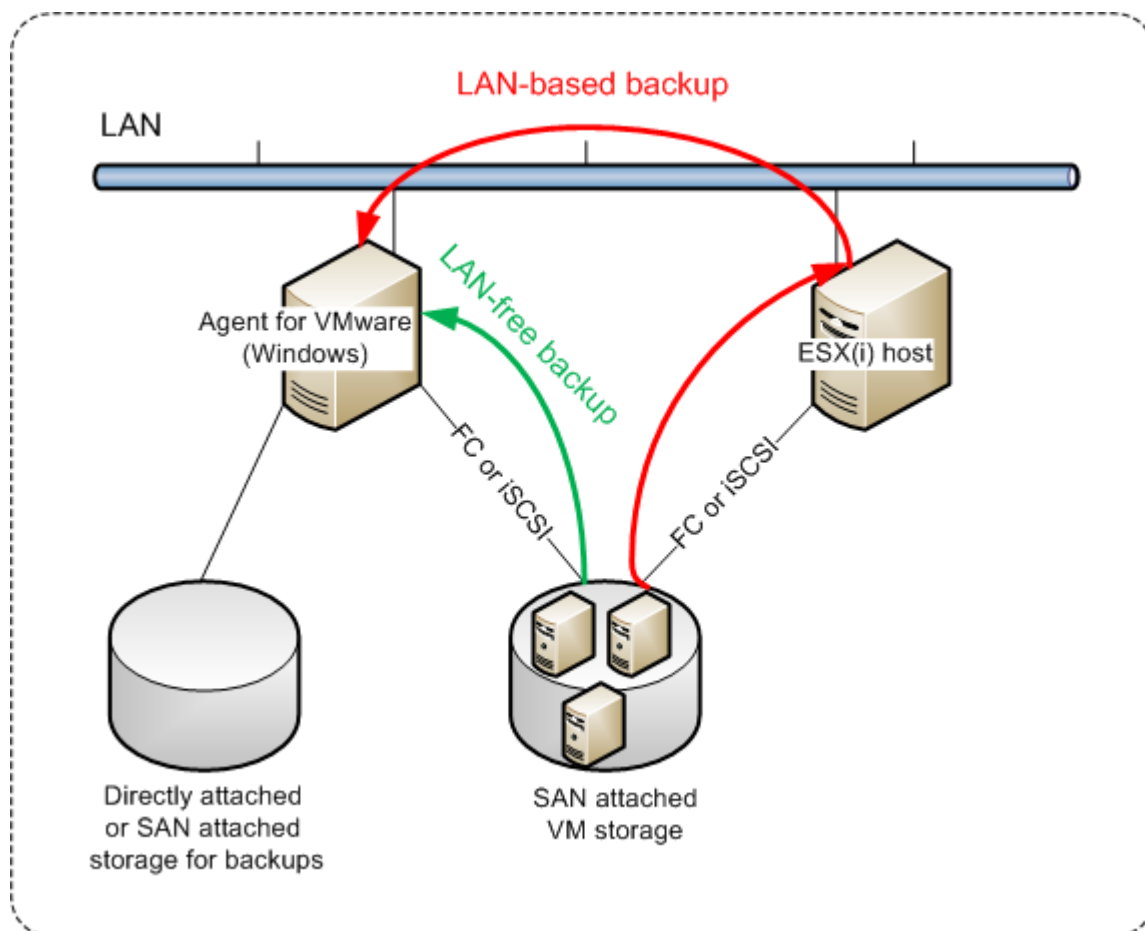 LAN-based backup
LAN
LAN-free backup
Agent for VMware
(Windows)
ESX(i) host
FC or iSCSI
FC or iSCSI
Directly attached
or SAN attached
storage for backups
SAN attached
VM storage